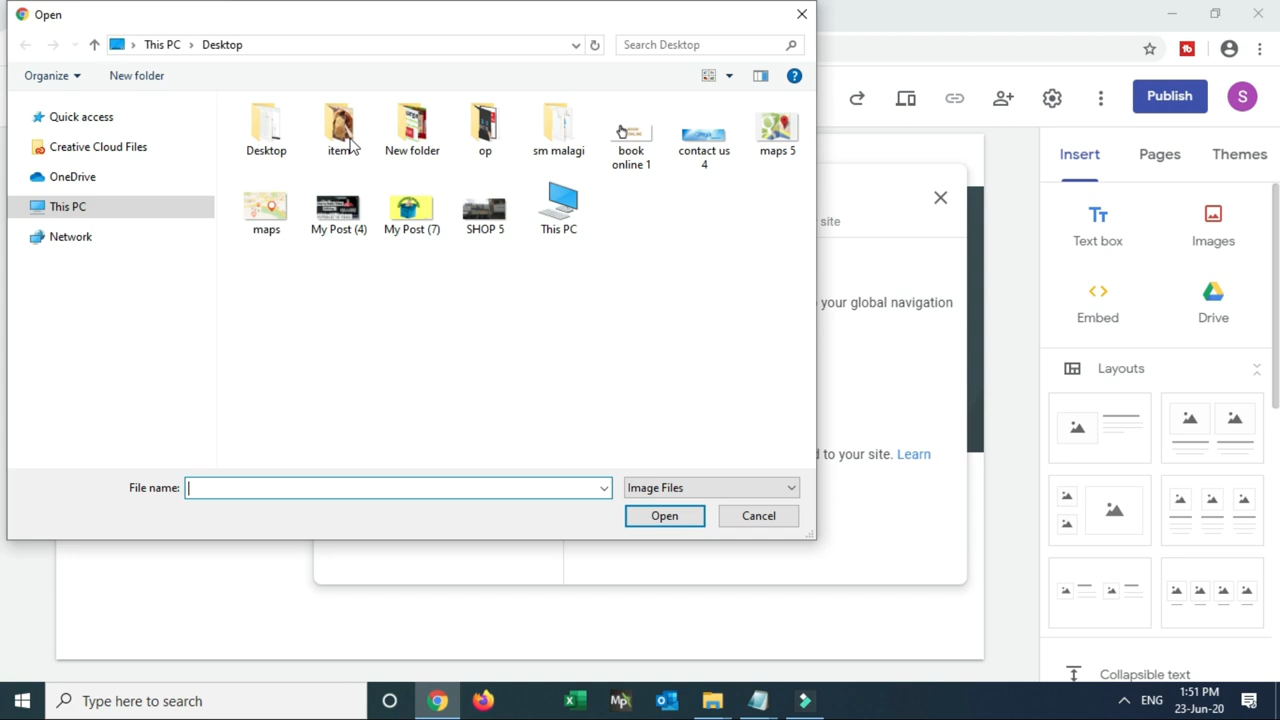 Open
This PC
Desktop
Search Desktop
Organize
New folder
Publish
S
Quick access
Creative Cloud Files
OneDrive
This PC
Network
Desktop
item
New folder
op
sm malagi
book
online 1
contact us
4
maps 5
maps
My Post (4)
My Post (7)
SHOP 5
This PC
File name:
Image Files
Open
Cancel
site
your global navigation
d to your site. Learn
Insert
Pages
Themes
Tт
Text box
Images
Embed
Drive
Layouts
Collapsible text
Type here to search
ENG
1:51 PM
23-Jun-20